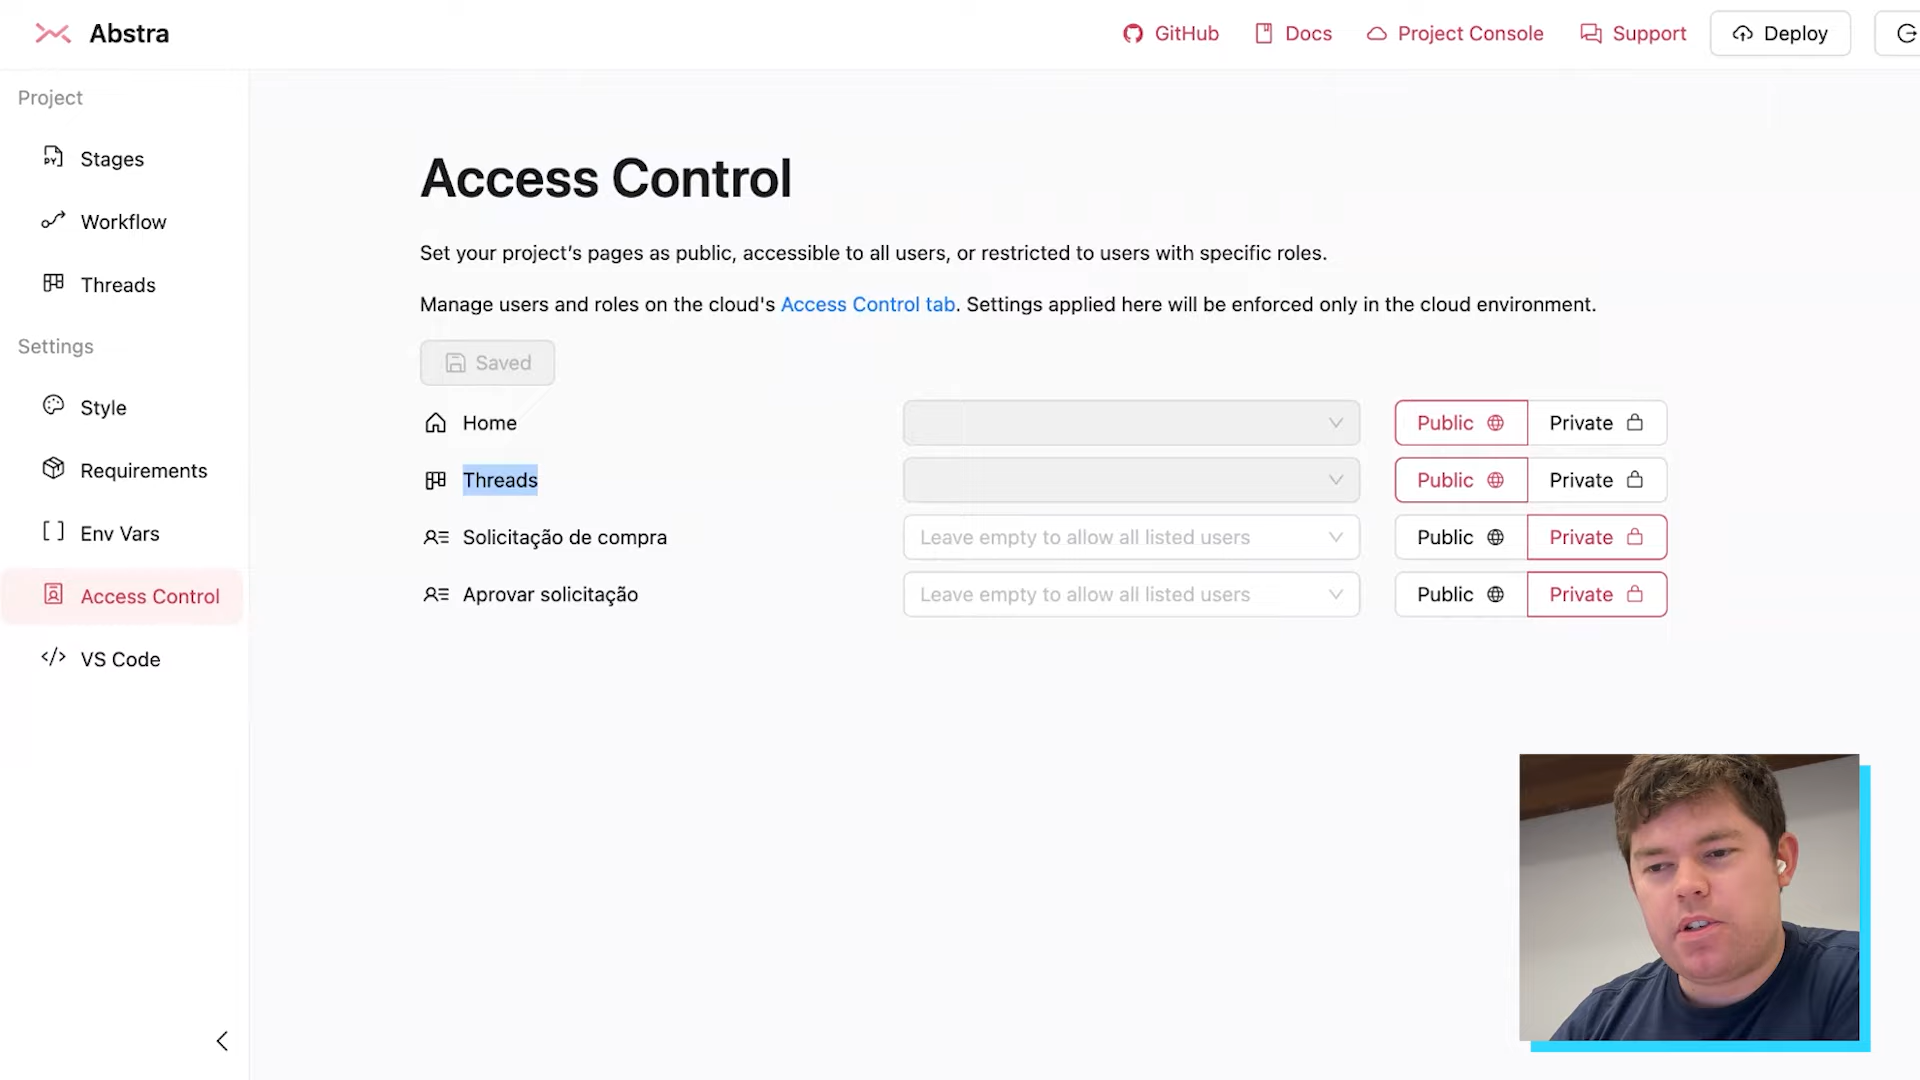 Abstra
GitHub
Docs
Project Console
Support
Deploy
Project
Stages
Workflow
Threads
Settings
Style
Requirements
Env Vars
Access Control
VS Code
Access Control
Set your project’s pages as public, accessible to all users, or restricted to users with specific roles.
Manage users and roles on the cloud's Access Control tab. Settings applied here will be enforced only in the cloud environment.
Saved
Home Public Private
Threads Public Private
Solicitação de compra Leave empty to allow all listed users Public Private
Aprovar solicitação Leave empty to allow all listed users Public Private